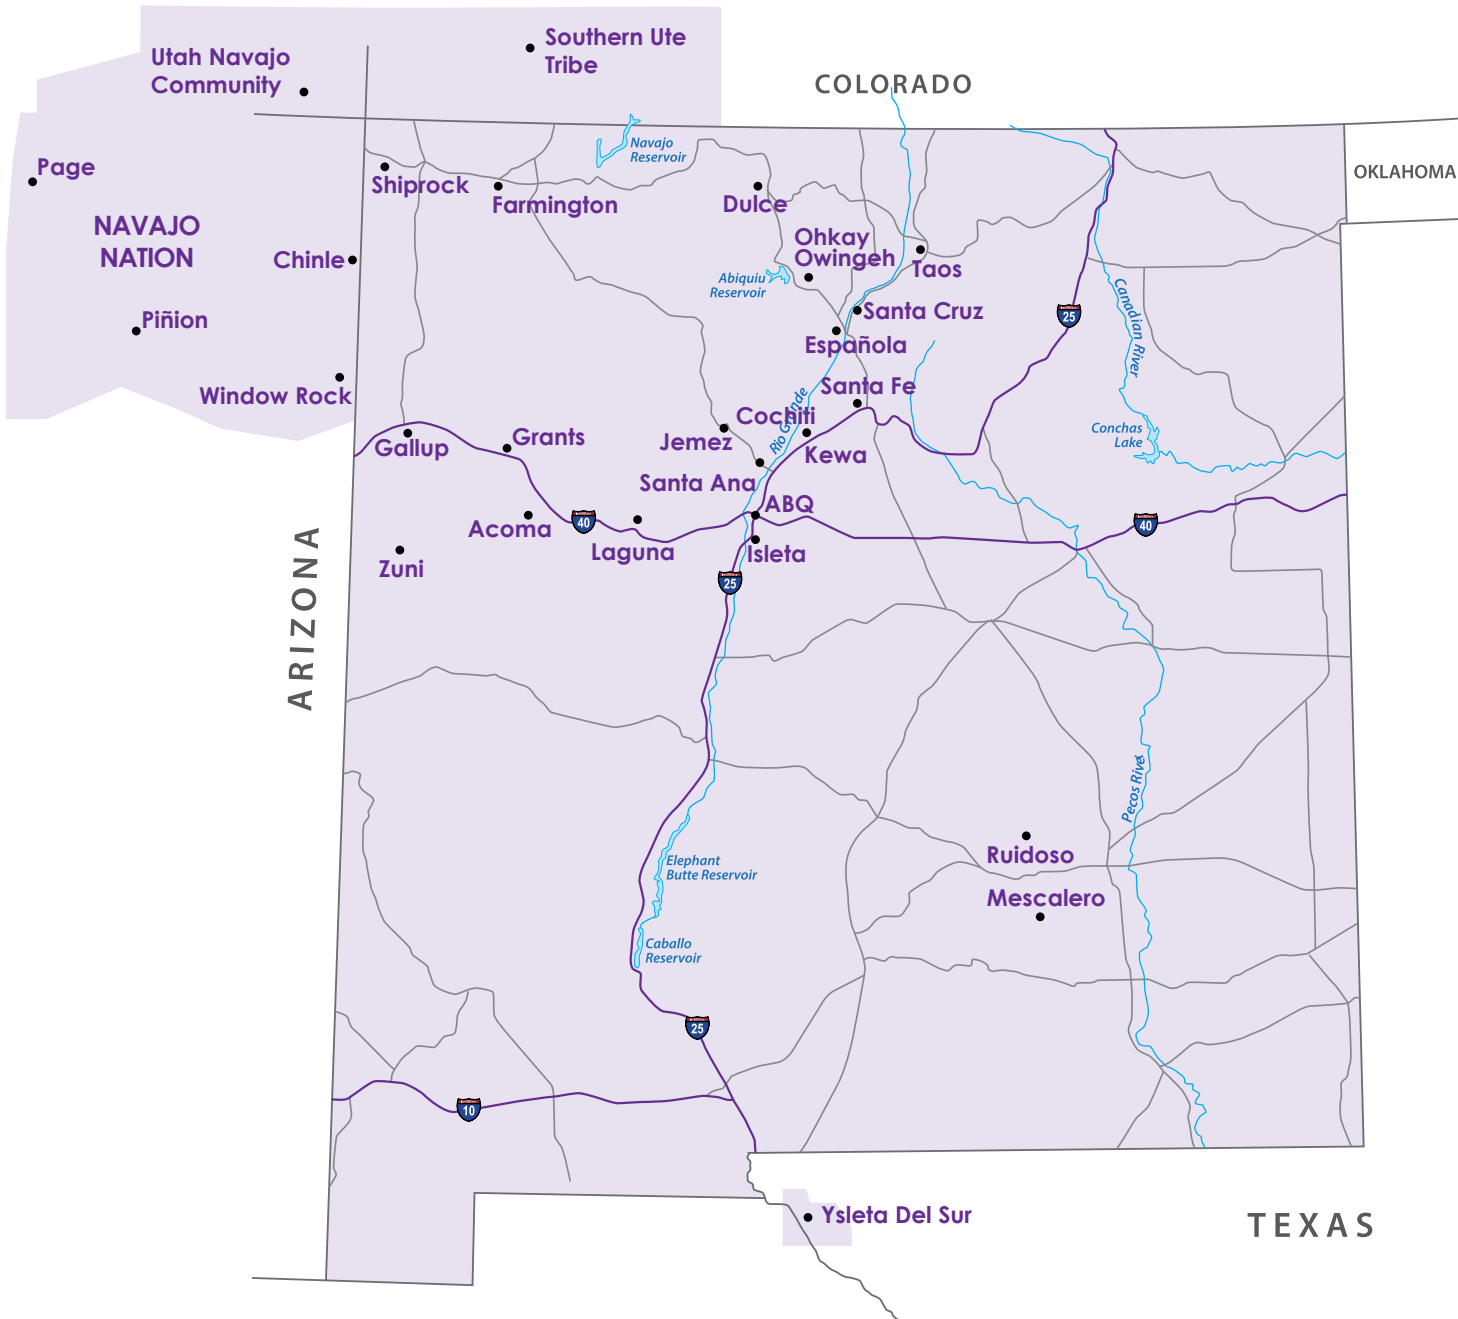 Southern Ute
Tribe
Utah Navajo
Community
COLORADO
Navajo
Reservoir
OKLAHOMA
Page
Shiprock
Farmington
Dulce
NAVAJO
NATION
Ohkay
Owingeh
Chinle
Taos
Abiquiu
Reservoir
Santa Cruz
25
Canadian River
Piñion
Española
Window Rock
Santa Fe
Rio Grande
Cochiti
Gallup
Grants
Jemez
Kewa
Conchas
Lake
Santa Ana
ABQ
Acoma
40
40
Laguna
Isleta
Zuni
25
ARIZONA
Pecos River
Ruidoso
Elephant
Butte Reservoir
Mescalero
Caballo
Reservoir
25
10
Ysleta Del Sur
TEXAS